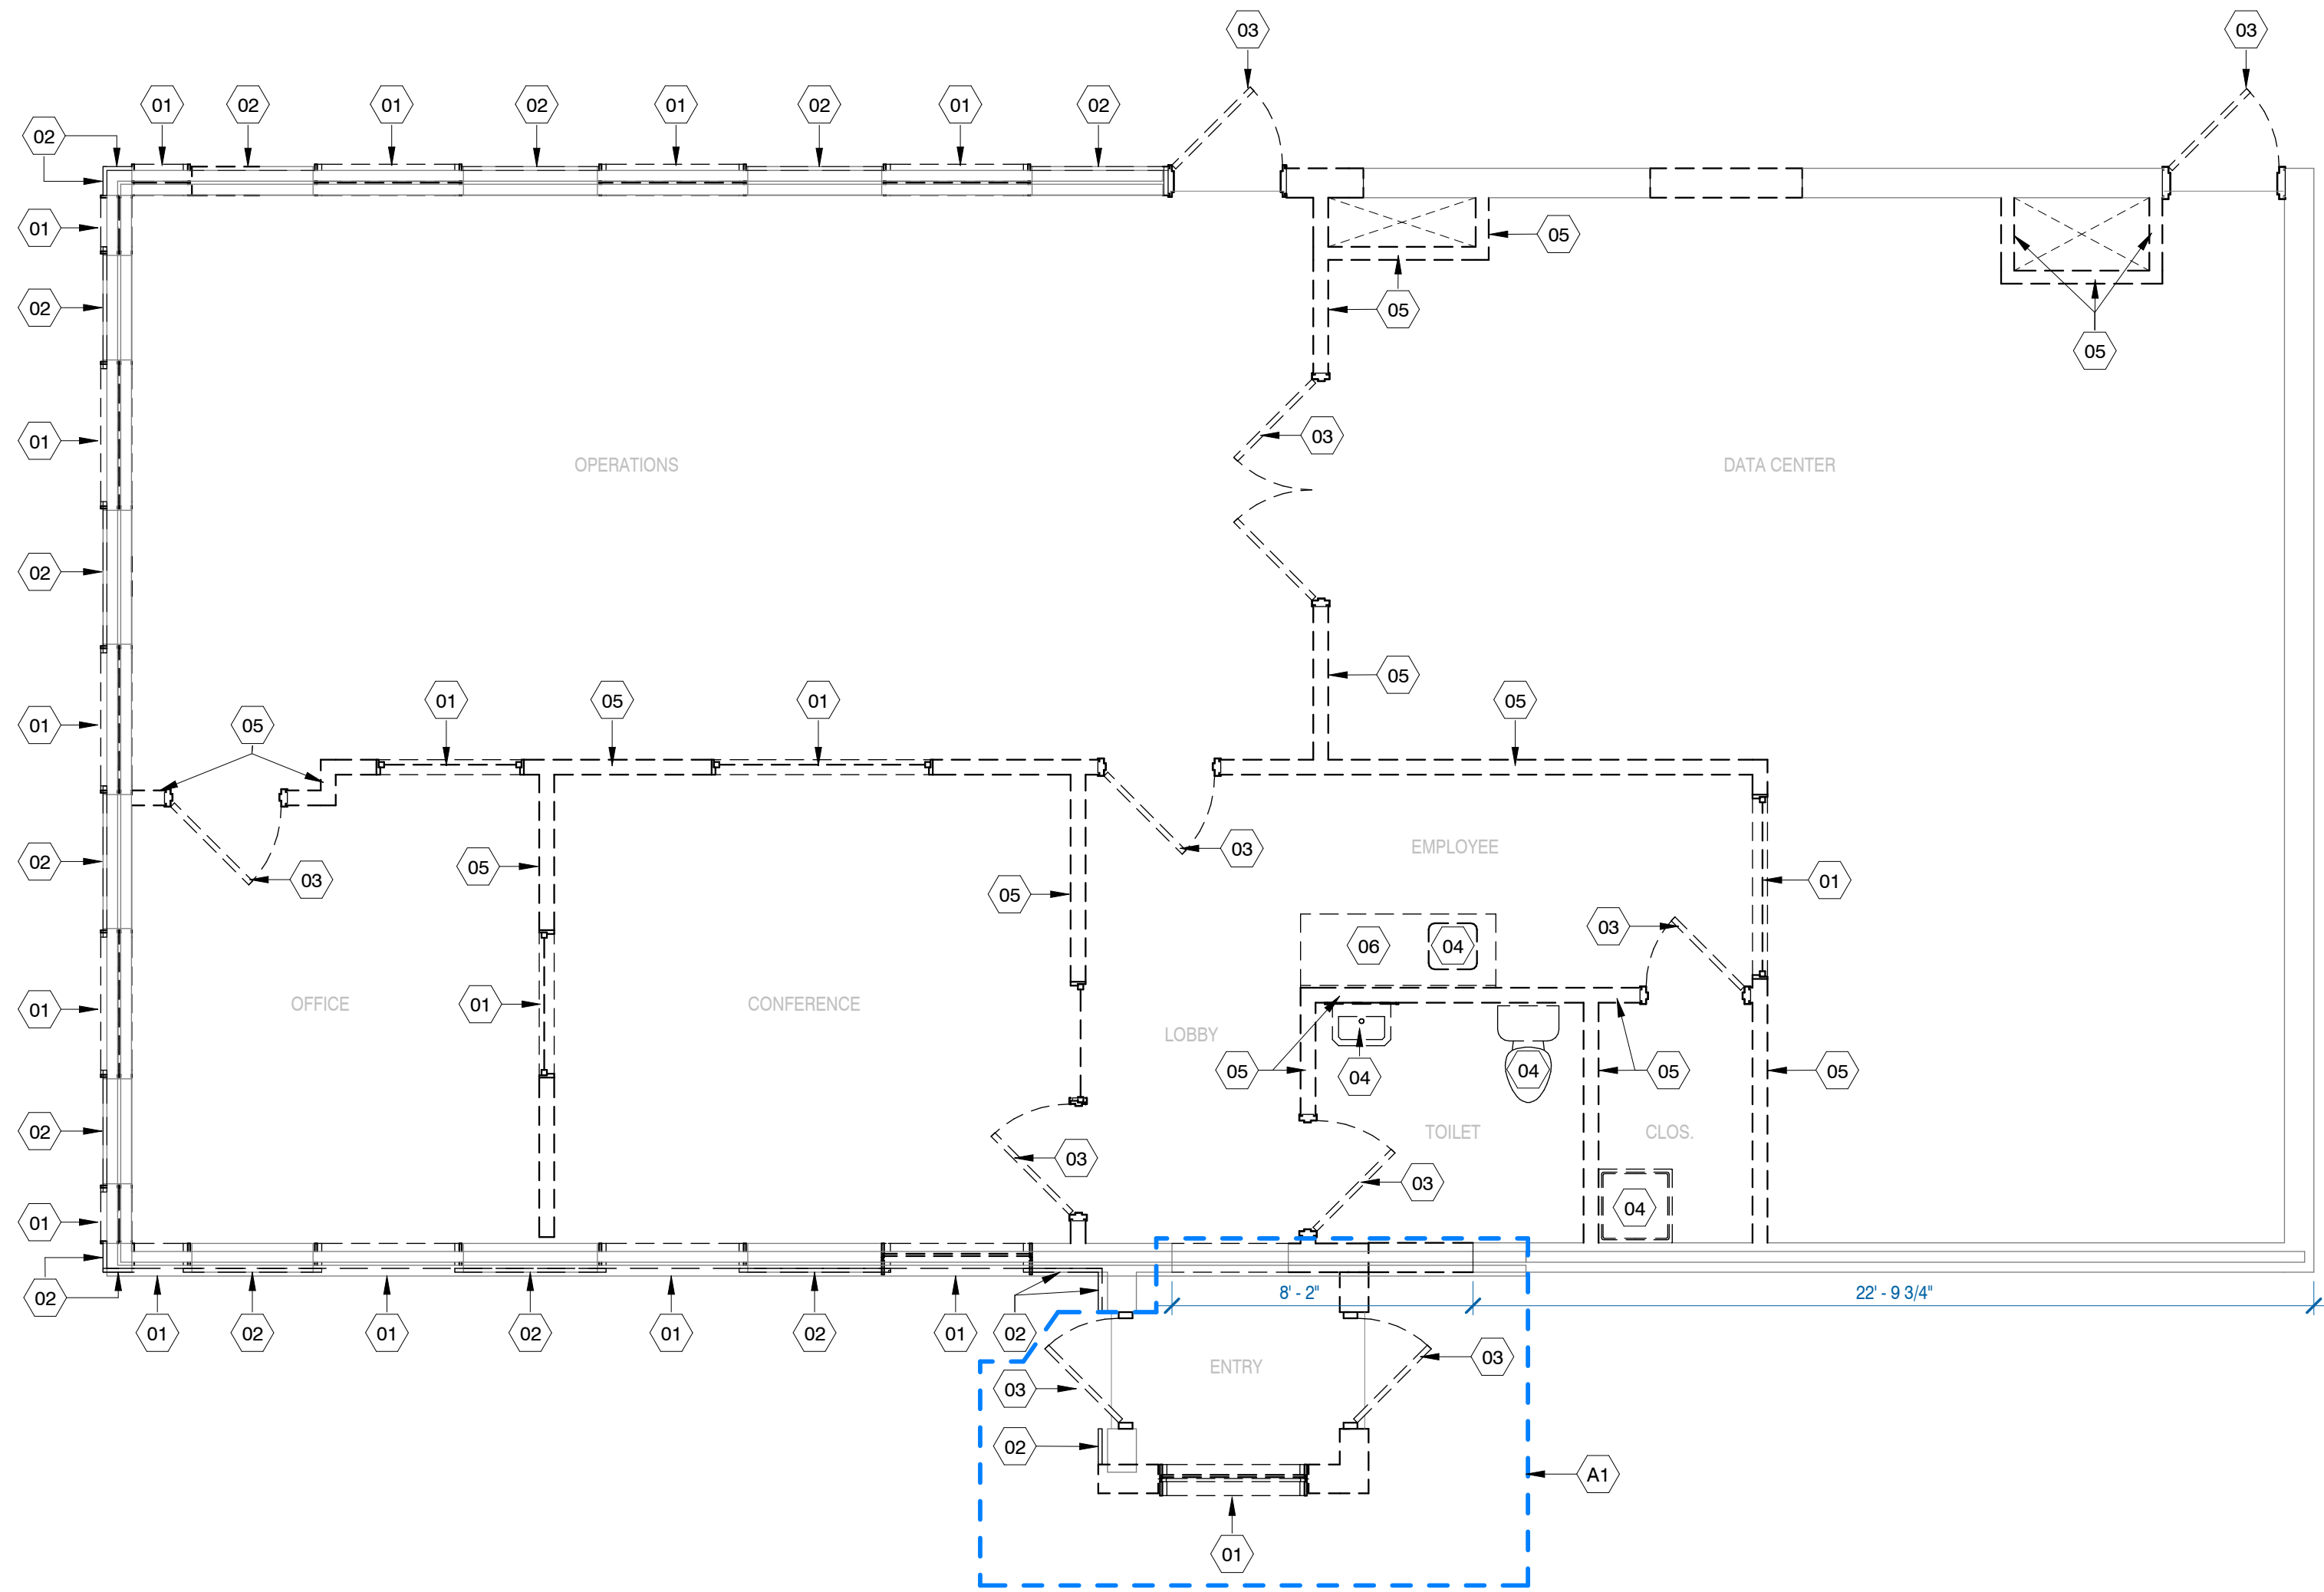 03 03
01 02 01 02 01 02 01 02
02
01
05
02
05
05
03
01
OPERATIONS DATA CENTER
02
05
01 05 01 05
01 05
EMPLOYEE
03
02
05 03 01
05
03
06 04
01 01
OFFICE CONFERENCE
LOBBY
05 04 04 05 05
02
TOILET CLOS.
03
03
04
01
8' - 2" 22' - 9 3/4"
02
01 02 01 02 01 02 01 02
03
ENTRY
03
02
A1
01